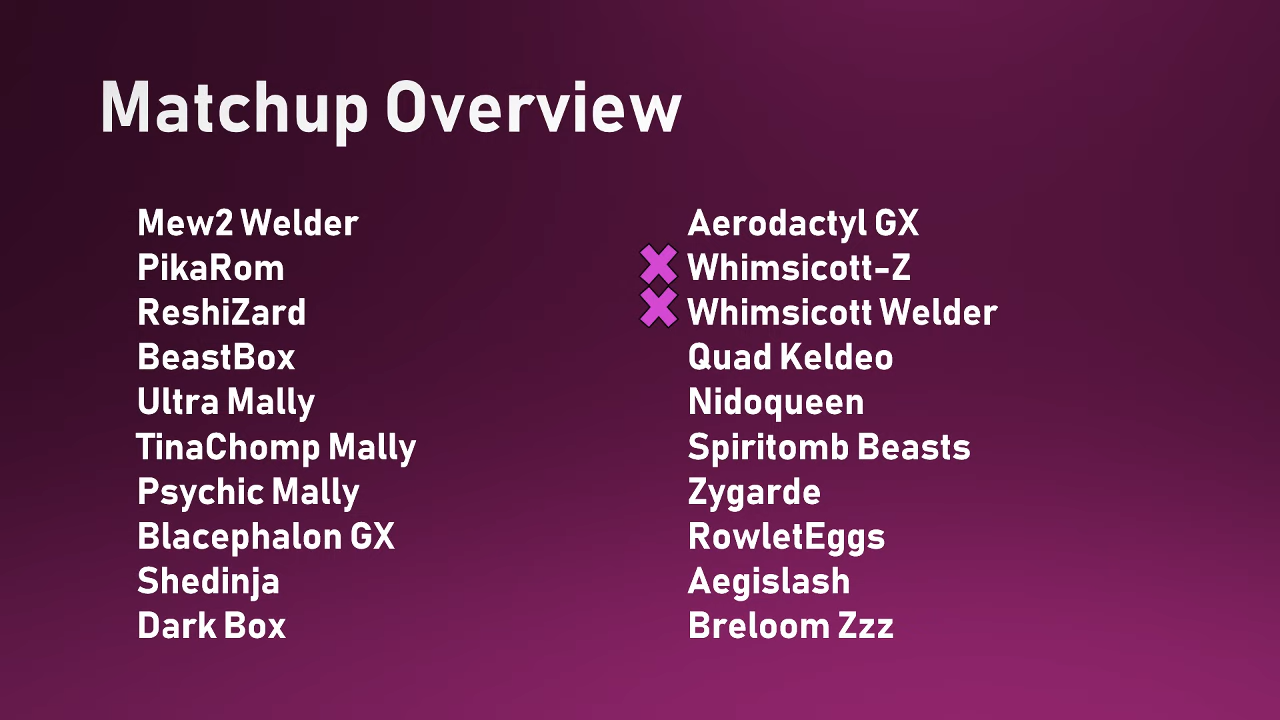 Matchup Overview
Mew2 Welder
PikaRom
ReshiZard
BeastBox
Ultra Mally
TinaChomp Mally
Psychic Mally
Blacephalon GX
Shedinja
Dark Box
Aerodactyl GX
Whimsicott-Z
Whimsicott Welder
Quad Keldeo
Nidoqueen
Spiritomb Beasts
Zygarde
RowletEggs
Aegislash
Breloom Zzz